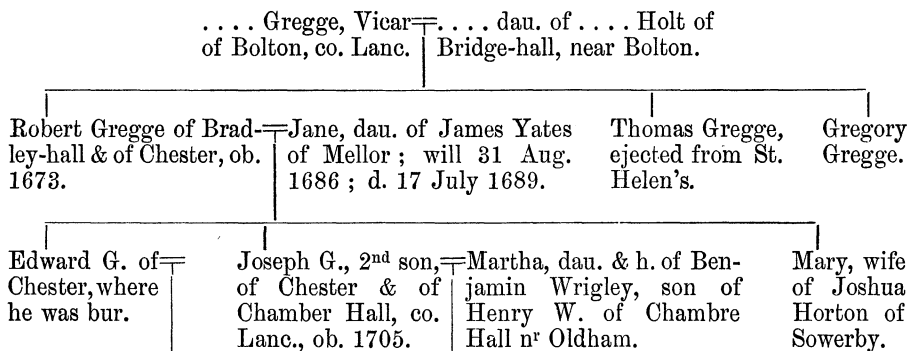 .... Gregge, Vicar=.... dau. of .... Holt of
of Bolton, co. Lanc. Bridge-hall, near Bolton.
Robert Gregge of Brad-
ley-hall & of Chester, ob.
1673.
=Jane, dau. of James Yates
of Mellor ; will 31 Aug.
1686 ; d. 17 July 1689.
Thomas Gregge,
ejected from St.
Helen's.
Gregory
Gregge.
Edward G. of=
Chester, where
he was bur.
Joseph G., 2nd son,
of Chester & of
Chamber Hall, co.
Lanc., ob. 1705.
=Martha, dau. & h. of Ben-
jamin Wrigley, son of
Henry W. of Chambre
Hall nr Oldham.
Mary, wife
of Joshua
Horton of
Sowerby.